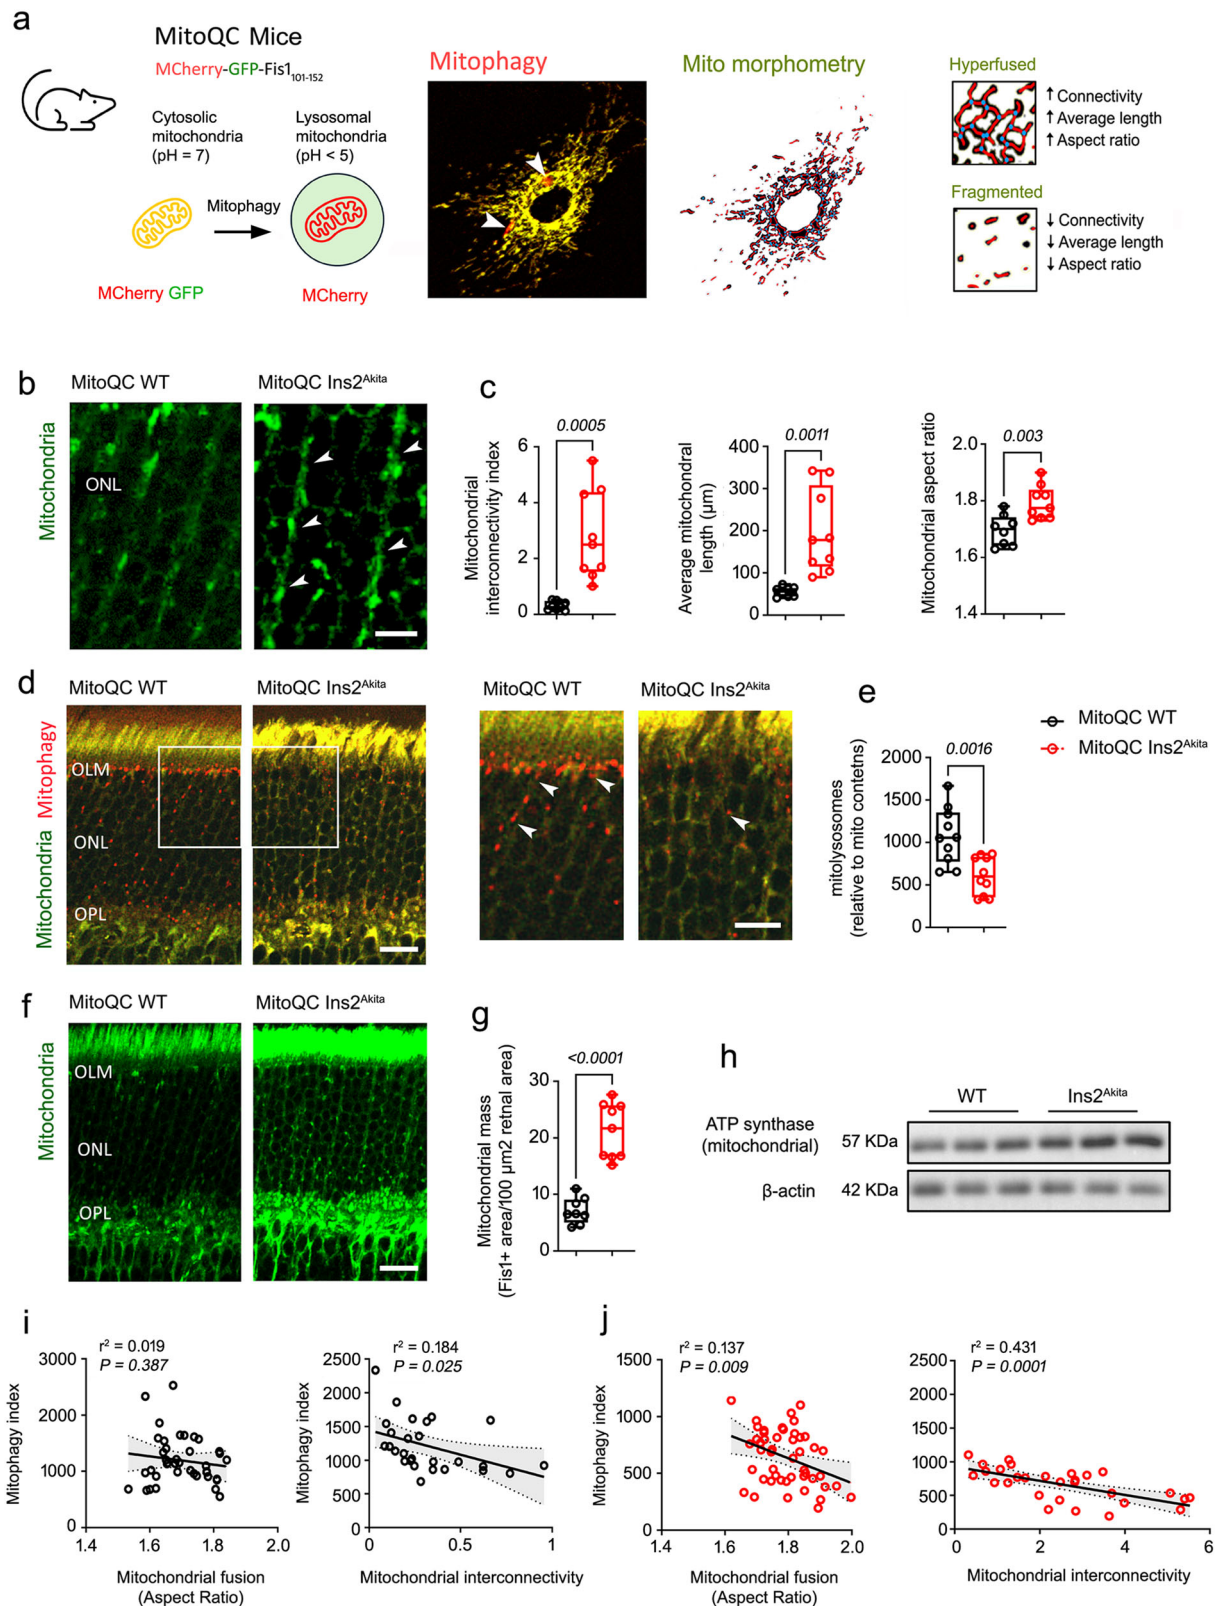 a
MitoQC Mice
MCherry-GFP-Fis1101-152
Cytosolic
mitochondria
(pH = 7)
Lysosomal
mitochondria
(pH < 5)
Mitophagy
MCherry GFP
MCherry
Mitophagy
Mito morphometry
Hyperfused
↑ Connectivity
↑ Average length
↑ Aspect ratio
Fragmented
↓ Connectivity
↓ Average length
↓ Aspect ratio
b
MitoQC WT
MitoQC Ins2Akita
Mitochondria
ONL
c
Mitochondrial
interconnectivity index
0.0005
6
4
2
0
Average mitochondrial
length (µm)
0.0011
400
300
200
100
0
Mitochondrial aspect ratio
0.003
2.0
1.8
1.6
1.4
d
MitoQC WT
MitoQC Ins2Akita
Mitochondria Mitophagy
OLM
ONL
OPL
MitoQC WT
MitoQC Ins2Akita
e
MitoQC WT
MitoQC Ins2Akita
mitolysosomes
(relative to mito contetns)
0.0016
2000
1500
1000
500
0
f
MitoQC WT
MitoQC Ins2Akita
Mitochondria
OLM
ONL
OPL
g
Mitochondrial mass
(Fis1+ area/100 µm2 retnal area)
<0.0001
30
20
10
0
h
WT
Ins2Akita
ATP synthase
(mitochondrial)
57 KDa
β-actin
42 KDa
i
r2 = 0.019
P = 0.387
Mitophagy index
3000
2000
1000
0
1.4
1.6
1.8
2.0
Mitochondrial fusion
(Aspect Ratio)
r2 = 0.184
P = 0.025
Mitophagy index
2500
2000
1500
1000
500
0
0
0.5
1
Mitochondrial interconnectivity
j
r2 = 0.137
P = 0.009
Mitophagy index
1500
1000
500
0
1.4
1.6
1.8
2.0
Mitochondrial fusion
(Aspect Ratio)
r2 = 0.431
P = 0.0001
Mitophagy index
2500
2000
1500
1000
500
0
0
2
4
6
Mitochondrial interconnectivity